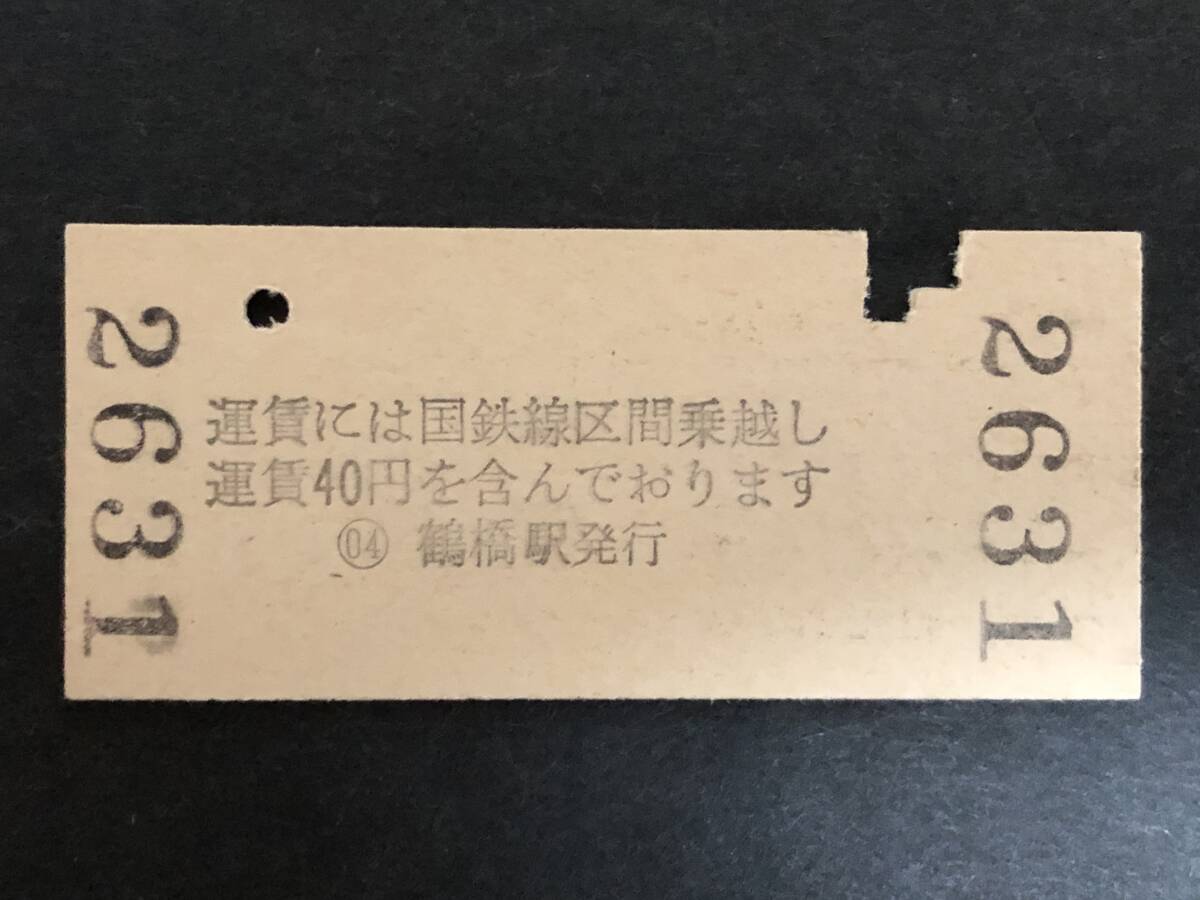 2631
運賃には国鉄線区間乗越し
運賃40円を含んでおります
㊄ 鶴橋駅発行
2631